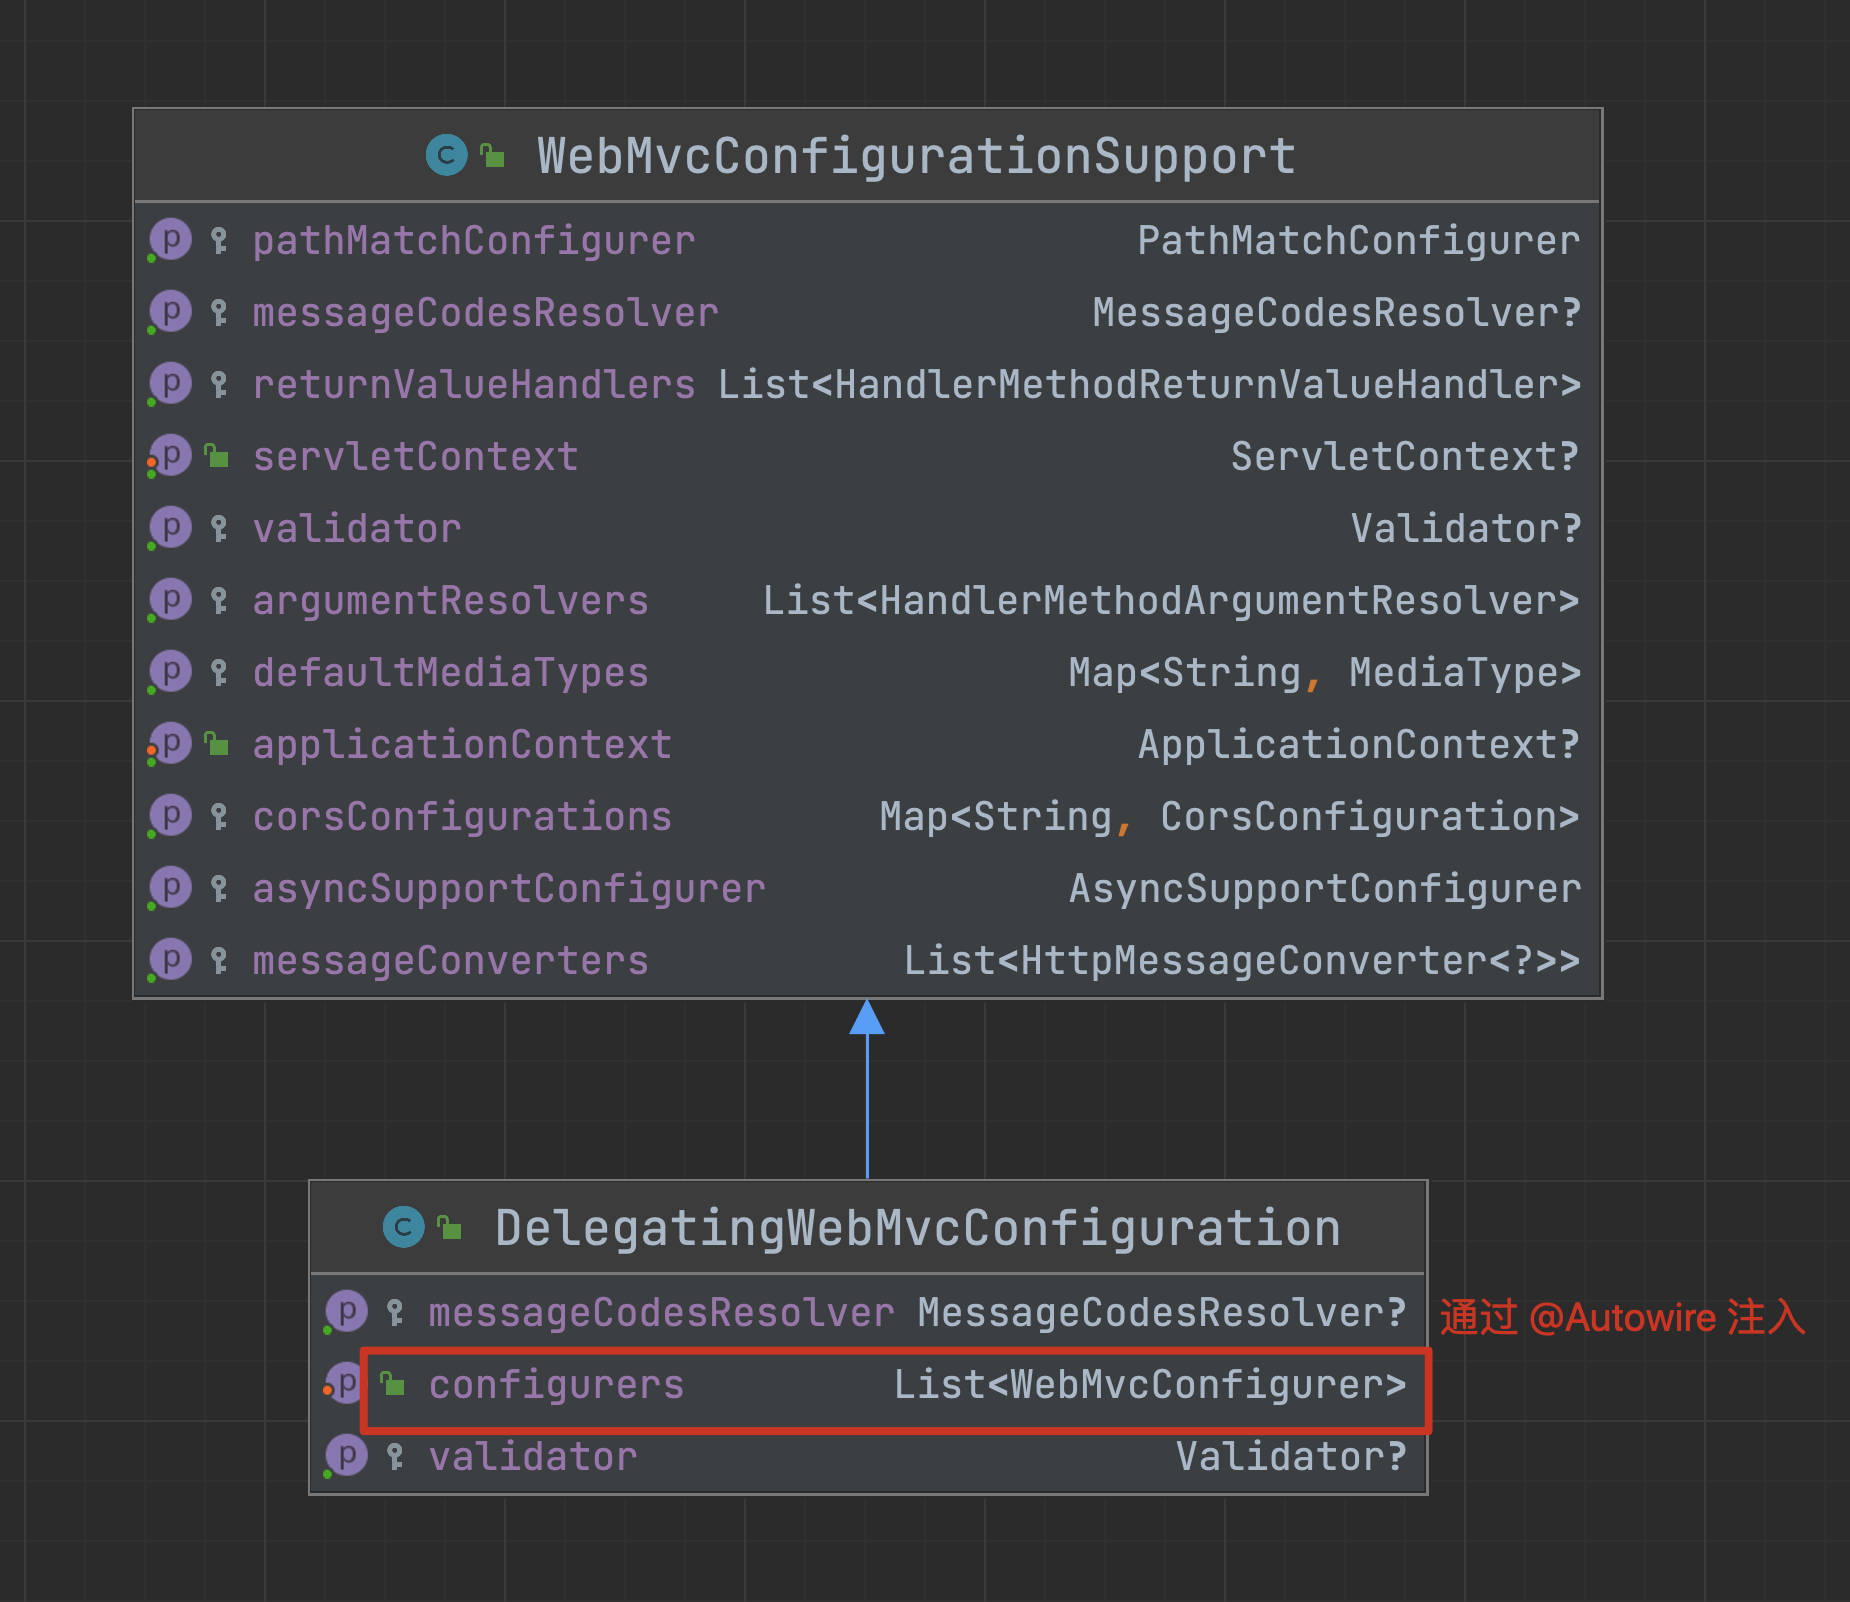 WebMvcConfigurationSupport
pathMatchConfigurer PathMatchConfigurer
messageCodesResolver MessageCodesResolver?
returnValueHandlers List<HandlerMethodReturnValueHandler>
servletContext ServletContext?
validator Validator?
argumentResolvers List<HandlerMethodArgumentResolver>
defaultMediaTypes Map<String, MediaType>
applicationContext ApplicationContext?
corsConfigurations Map<String, CorsConfiguration>
asyncSupportConfigurer AsyncSupportConfigurer
messageConverters List<HttpMessageConverter<?>>
DelegatingWebMvcConfiguration
messageCodesResolver MessageCodesResolver?
通过 @Autowire 注入
configurers List<WebMvcConfigurer>
validator Validator?